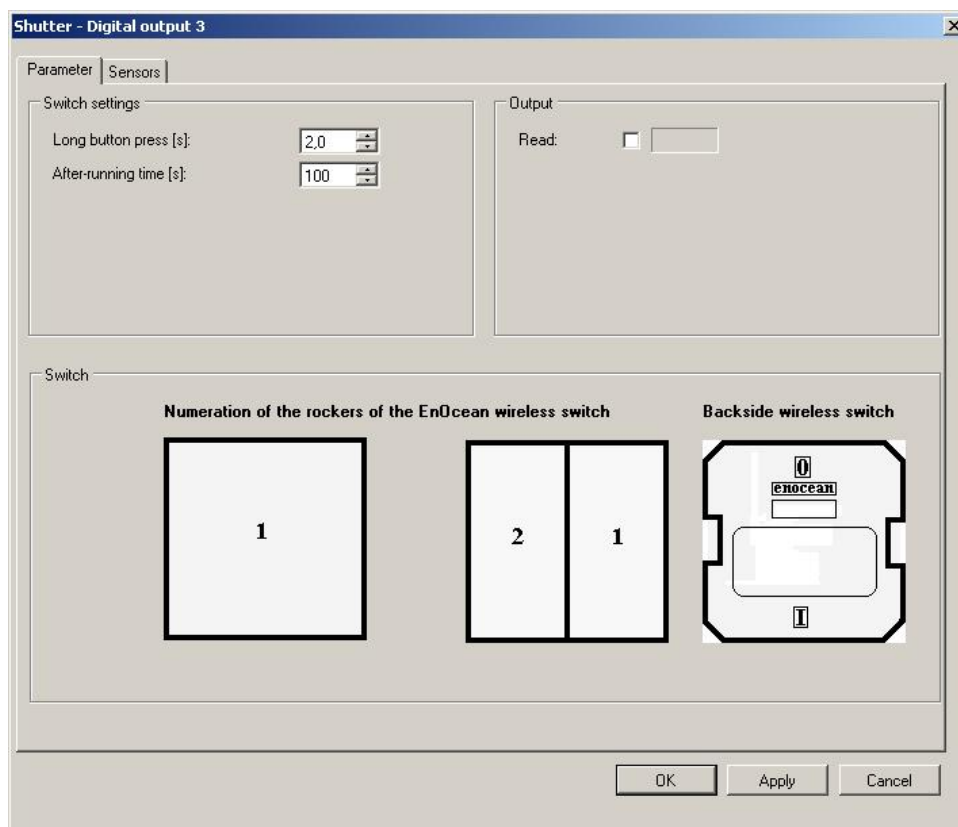 Shutter - Digital output 3
Parameter Sensors
Switch settings
Long button press [s]: 2,0
After-running time [s]: 100
Output
Read:
Switch
Numeration of the rockers of the EnOcean wireless switch
Backside wireless switch
1
2 1
0
enocean
I
OK Apply Cancel